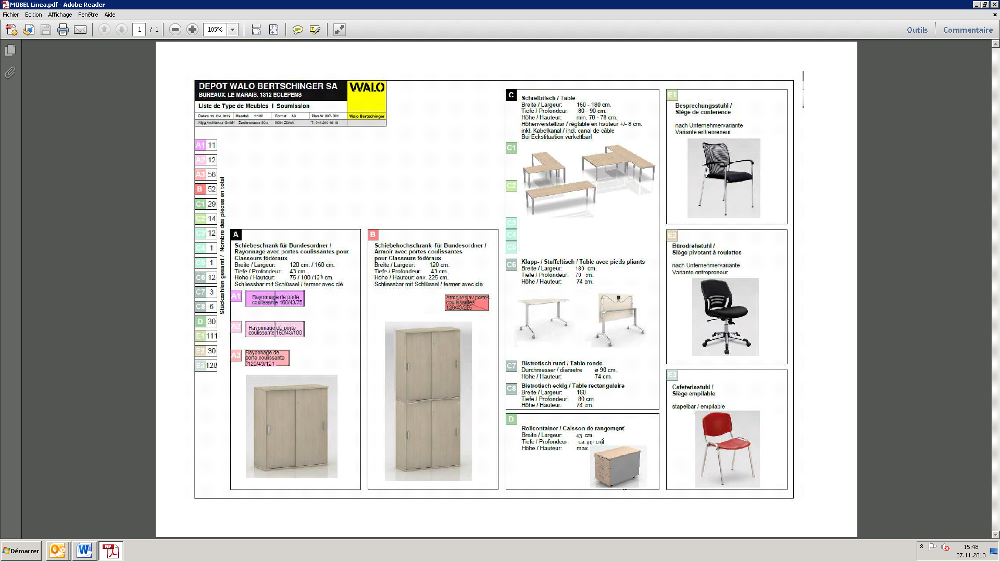 MOBEL Linea.pdf - Adobe Reader
Fichier Edition Affichage Fenêtre Aide
1 / 1 105% Outils Commentaire
DEPOT WALO BERTSCHINGER SA
BUREAUX, LE MARAIS, 1312 ECLEPENS
WALO
Liste de Type de Meubles I Soumission
Datum 22. Okt. 2013 Masstab 1:100 Format A3 Plan Nr. 207- 001
Walo Bertschinger
Nigg Architektur GmbH Zweierstrasse 50 a 8004 Zürich
A1 11
A2 12
A3 56
B 52
C1 29
C2 14
C3 12
C4 1
C5 1
C6 12
C7 3
C8 6
D 30
E1 111
E2 30
E3 128
Stückzahlen gesamt / Nombre des pièces en total
A
Schiebeschrank für Bundesordner /
Rayonnage avec portes coulissantes pour
Classeurs fédéraux
Breite / Largeur: 120 cm. / 160 cm.
Tiefe / Profondeur: 43 cm.
Höhe / Hauteur: 75 / 100 /121 cm.
Schliessbar mit Schlüssel / fermer avec clé
A1
Rayonnage de porte
coulissante 160/43/75
A2
Rayonnage de porte
coulissante 160/43/100
A3
Rayonnage de
porte coulissante
120/43/121
B
Schiebehochschrank für Bundesordner /
Armoir avec portes coulissantes
pour Classeurs fédéraux
Breite / Largeur: 120 cm.
Tiefe / Profondeur: 43 cm.
Höhe / Hauteur: env. 225 cm.
Schliessbar mit Schlüssel / fermer avec clé
Armoires av portes
coulissantes
120/43/225
C
Schreibtisch / Table
Breite / Largeur: 160 - 180 cm.
Tiefe / Profondeur: 80 - 90 cm.
Höhe / Hauteur: min. 70 - 78 cm.
Höhenverstellbar / réglable en hauteur +/- 8 cm.
inkl. Kabelkanal / incl. canal de câble
Bei Eckstituation verkettbar!
C1
C2
C3
C4
C5
C6
Klapp- / Staffeltisch / Table avec pieds pliants
Breite / Largeur: 180 cm.
Tiefe / Profondeur: 70 cm.
Höhe / Hauteur: 74 cm.
C7
Bistrotisch rund / Table ronde
Durchmesser / diametre ø 90 cm.
Höhe / Hauteur: 74 cm.
C8
Bistrotisch eckig / Table rectangulaire
Breite / Largeur: 160
Tiefe / Profondeur: 80 cm.
Höhe / Hauteur: 74 cm.
D
Rollcontainer / Caisson de rangement
Breite / Largeur: 43 cm.
Tiefe / Profondeur: ca. 80 cm
Höhe / Hauteur: max.
E1
Besprechungsstuhl /
Siège de conference
nach Unternehmervariante
Variante entrepreneur
E2
Bürodrehstuhl /
Siège pivotant à roulettes
nach Unternehmervariante
Variante entrepreneur
E3
Cafeteriastuhl /
Siège empilable
stapelbar / empilable
Démarrer
15:48
27.11.2013